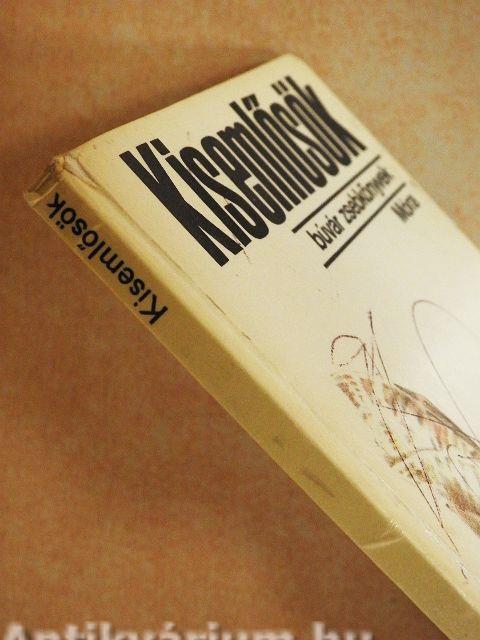 Kisemlősök
búvár zsebkönyvek
Móra
Kisemlősök
Antikvárium.hu